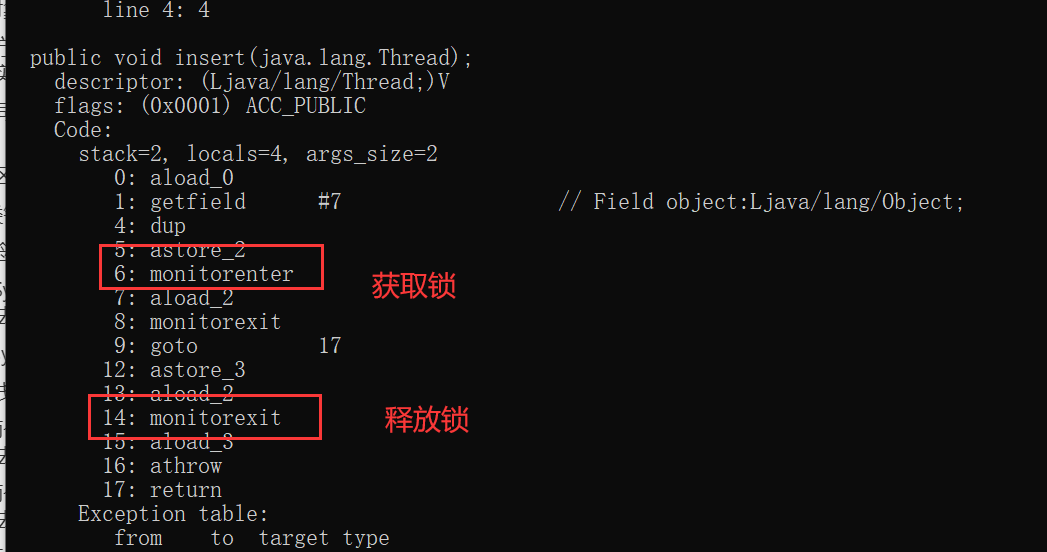 line 4: 4
public void insert(java.lang.Thread);
descriptor: (Ljava/lang/Thread;)V
flags: (0x0001) ACC_PUBLIC
Code:
stack=2, locals=4, args_size=2
0: aload_0
1: getfield #7 // Field object:Ljava/lang/Object;
4: dup
5: astore_2
6: monitorenter
获取锁
7: aload_2
8: monitorexit
9: goto 17
12: astore_3
13: aload_2
14: monitorexit
释放锁
15: aload_3
16: athrow
17: return
Exception table:
from to target type